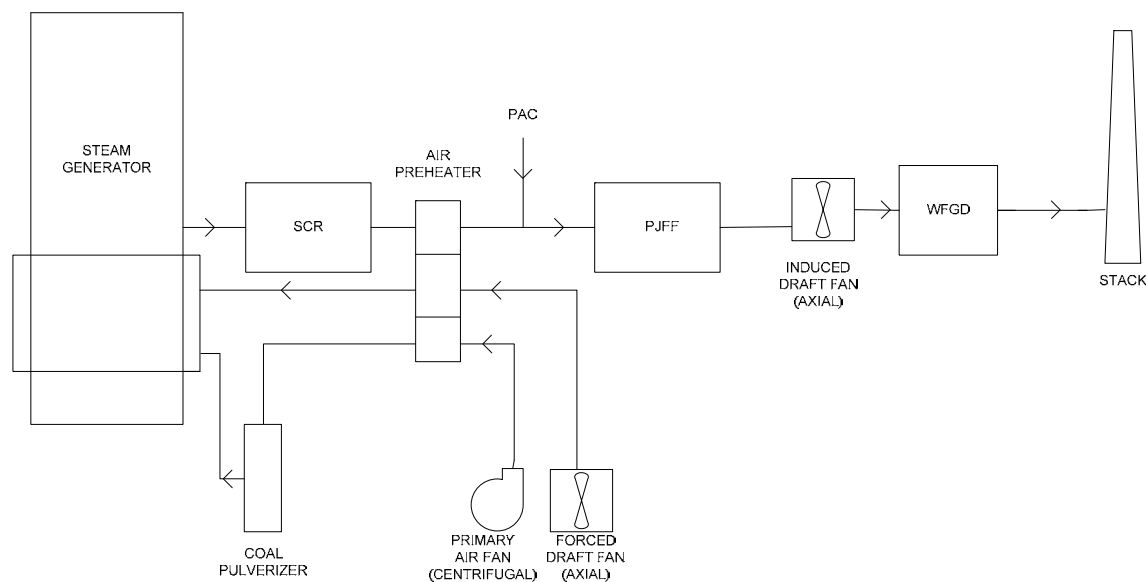 STEAM
GENERATOR
SCR
AIR
PREHEATER
PAC
PJFF
INDUCED
DRAFT FAN
(AXIAL)
WFGD
STACK
COAL
PULVERIZER
PRIMARY
AIR FAN
(CENTRIFUGAL)
FORCED
DRAFT FAN
(AXIAL)